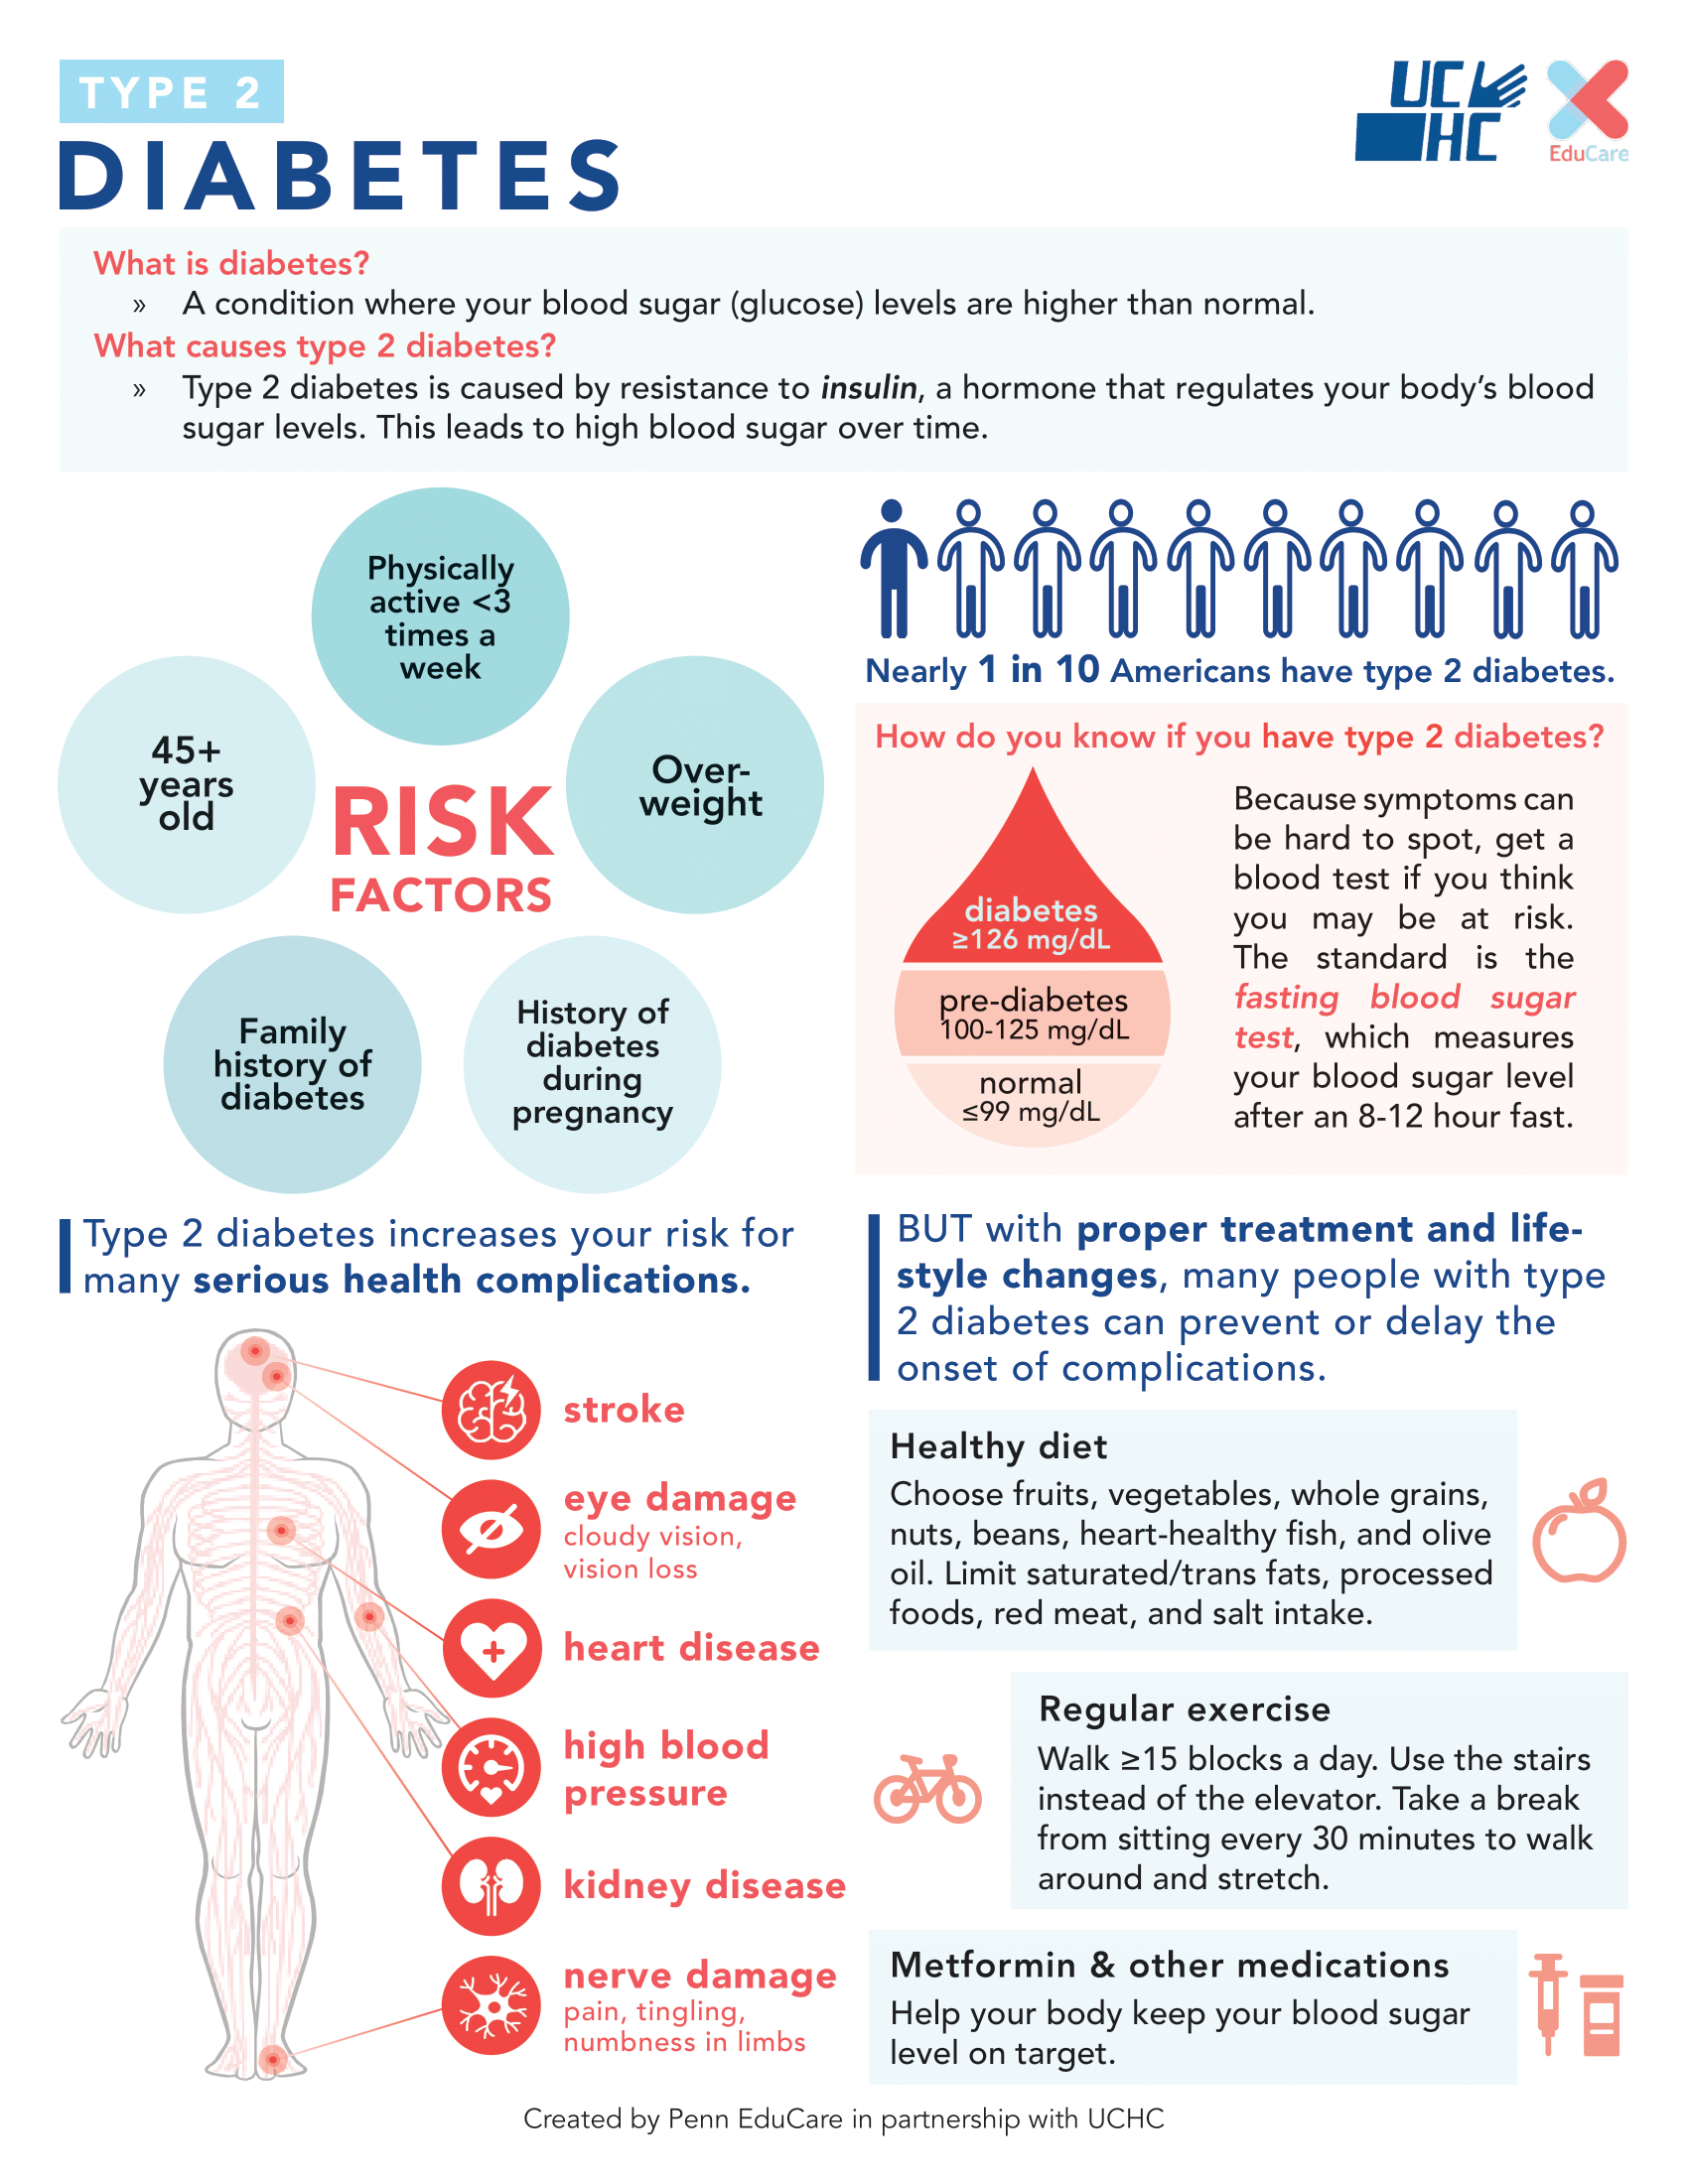 TYPE 2
DIABETES
UC
HC
EduCare
What is diabetes?
» A condition where your blood sugar (glucose) levels are higher than normal.
What causes type 2 diabetes?
» Type 2 diabetes is caused by resistance to insulin, a hormone that regulates your body's blood
sugar levels. This leads to high blood sugar over time.
Physically
active <3
times a
week
45+
years
old
Over-
weight
RISK
FACTORS
Family
history of
diabetes
History of
diabetes
during
pregnancy
Nearly 1 in 10 Americans have type 2 diabetes.
How do you know if you have type 2 diabetes?
diabetes
≥126 mg/dL
pre-diabetes
100-125 mg/dL
normal
≤99 mg/dL
Because symptoms can
be hard to spot, get a
blood test if you think
you may be at risk.
The standard is the
fasting blood sugar
test, which measures
your blood sugar level
after an 8-12 hour fast.
Type 2 diabetes increases your risk for
many serious health complications.
stroke
eye damage
cloudy vision,
vision loss
heart disease
high blood
pressure
kidney disease
nerve damage
pain, tingling,
numbness in limbs
BUT with proper treatment and life-
style changes, many people with type
2 diabetes can prevent or delay the
onset of complications.
Healthy diet
Choose fruits, vegetables, whole grains,
nuts, beans, heart-healthy fish, and olive
oil. Limit saturated/trans fats, processed
foods, red meat, and salt intake.
Regular exercise
Walk ≥15 blocks a day. Use the stairs
instead of the elevator. Take a break
from sitting every 30 minutes to walk
around and stretch.
Metformin & other medications
Help your body keep your blood sugar
level on target.
Created by Penn EduCare in partnership with UCHC